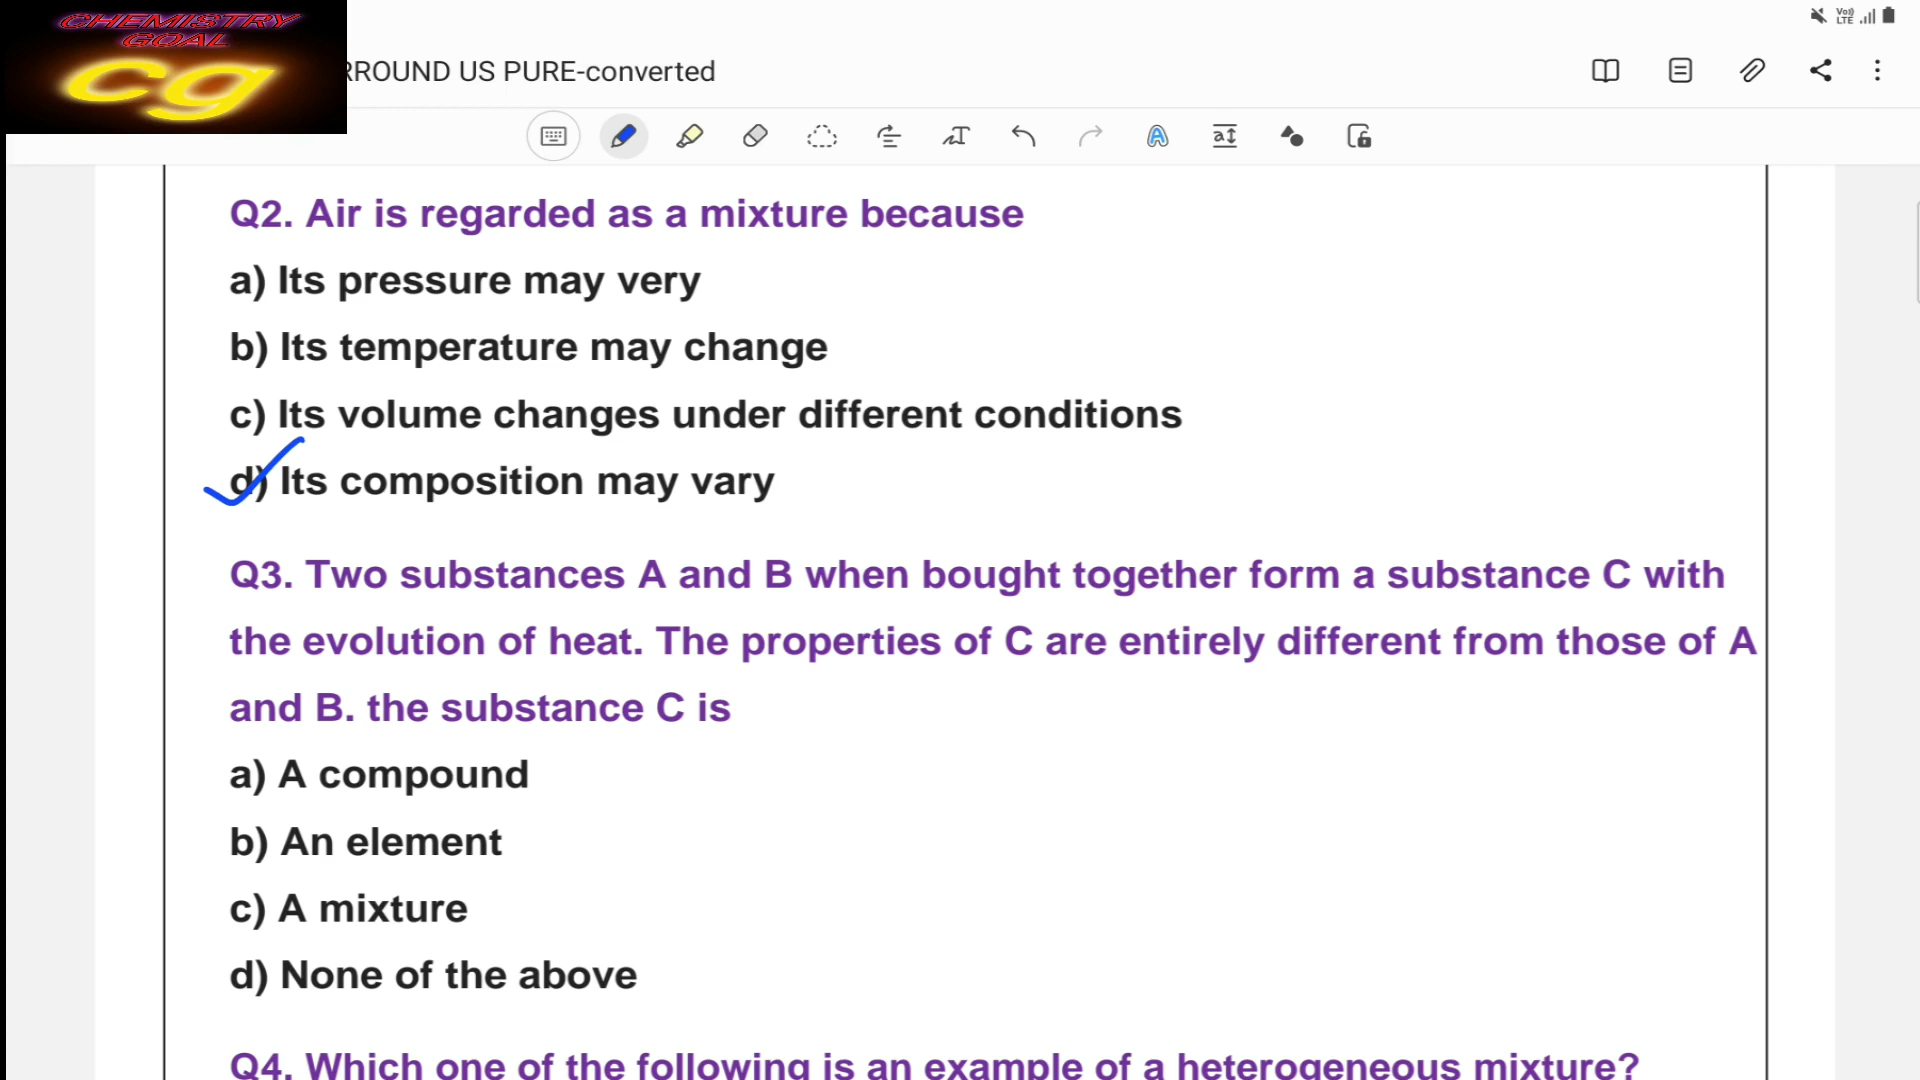 CHEMISTRY
GOAL
cg
RROUND US PURE-converted
Vo))
LTE
Q2. Air is regarded as a mixture because
a) Its pressure may very
b) Its temperature may change
c) Its volume changes under different conditions
d) Its composition may vary
Q3. Two substances A and B when bought together form a substance C with
the evolution of heat. The properties of C are entirely different from those of A
and B. the substance C is
a) A compound
b) An element
c) A mixture
d) None of the above
Q4. Which one of the following is an example of a heterogeneous mixture?